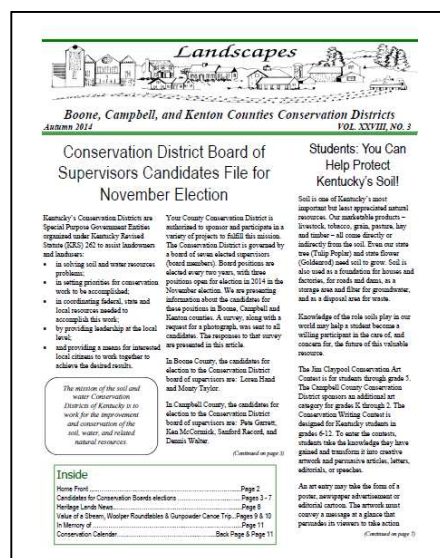 Landscapes
Boone, Campbell, and Kenton Counties Conservation Districts
Autumn 2014
VOL. XXVIII, NO. 3
Conservation District Board of
Supervisors Candidates File for
November Election
Kentucky's Conservation Districts are
Special Purpose Government Entities
organized under Kentucky Revised
Statute (KRS) 262 to assist landowners
and landusers:
• in solving soil and water resources
problems;
• in setting priorities for conservation
work to be accomplished;
• in coordinating federal, state and
local resources needed to
accomplish this work;
• by providing leadership at the local
level;
• and providing a means for interested
local citizens to work together to
achieve the desired results.
The mission of the soil and
water Conservation
Districts of Kentucky is to
work for the improvement
and conservation of the
soil, water, and related
natural resources.
Your County Conservation District is
authorized to sponsor and participate in a
variety of projects to fulfill this mission.
The Conservation District is governed by
a board of seven elected supervisors
(board members). Board positions are
elected every two years, with three
positions open for election in 2014 in the
November election. We are presenting
information about the candidates for
these positions in Boone, Campbell and
Kenton counties. A survey, along with a
request for a photograph, was sent to all
candidates. The responses to that survey
are presented in this article.
In Boone County, the candidates for
election to the Conservation District
board of supervisors are: Loren Hand
and Monty Taylor.
In Campbell County, the candidates for
election to the Conservation District
board of supervisors are: Pete Garrett,
Ken McCormick, Sanford Record, and
Dennis Walter.
(Continued on page 3)
Students: You Can
Help Protect
Kentucky's Soil!
Soil is one of Kentucky's most
important but least appreciated natural
resources. Our marketable products –
livestock, tobacco, grain, pasture, hay
and timber – all come directly or
indirectly from the soil. Even our state
tree (Tulip Poplar) and state flower
(Goldenrod) need soil to grow. Soil is
also used as a foundation for houses and
factories, for roads and dams, as a
storage area and filter for groundwater,
and as a disposal area for waste.
Knowledge of the role soils play in our
world may help a student become a
willing participant in the care of, and
concern for, the future of this valuable
resource.
The Jim Claypool Conservation Art
Contest is for students through grade 5.
The Campbell County Conservation
District sponsors an additional art
category for grades K through 2. The
Conservation Writing Contest is
designed for Kentucky students in
grades 6-12. To enter the contests,
students take the knowledge they have
gained and transform it into creative
artwork and persuasive articles, letters,
editorials, or speeches.
An art entry may take the form of a
poster, newspaper advertisement or
editorial cartoon. The artwork must
convey a message at a glance that
persuades its viewers to take action
(Continued on page 7)
Inside
Home Front ... Page 2
Candidates for Conservation Boards elections ... Pages 3 - 7
Heritage Lands News ... Page 8
Value of a Stream, Woolper Roundtables & Gunpowder Canoe Trip...Pages 9 & 10
In Memory of ... Page 11
Conservation Calendar ... Back Page & Page 11